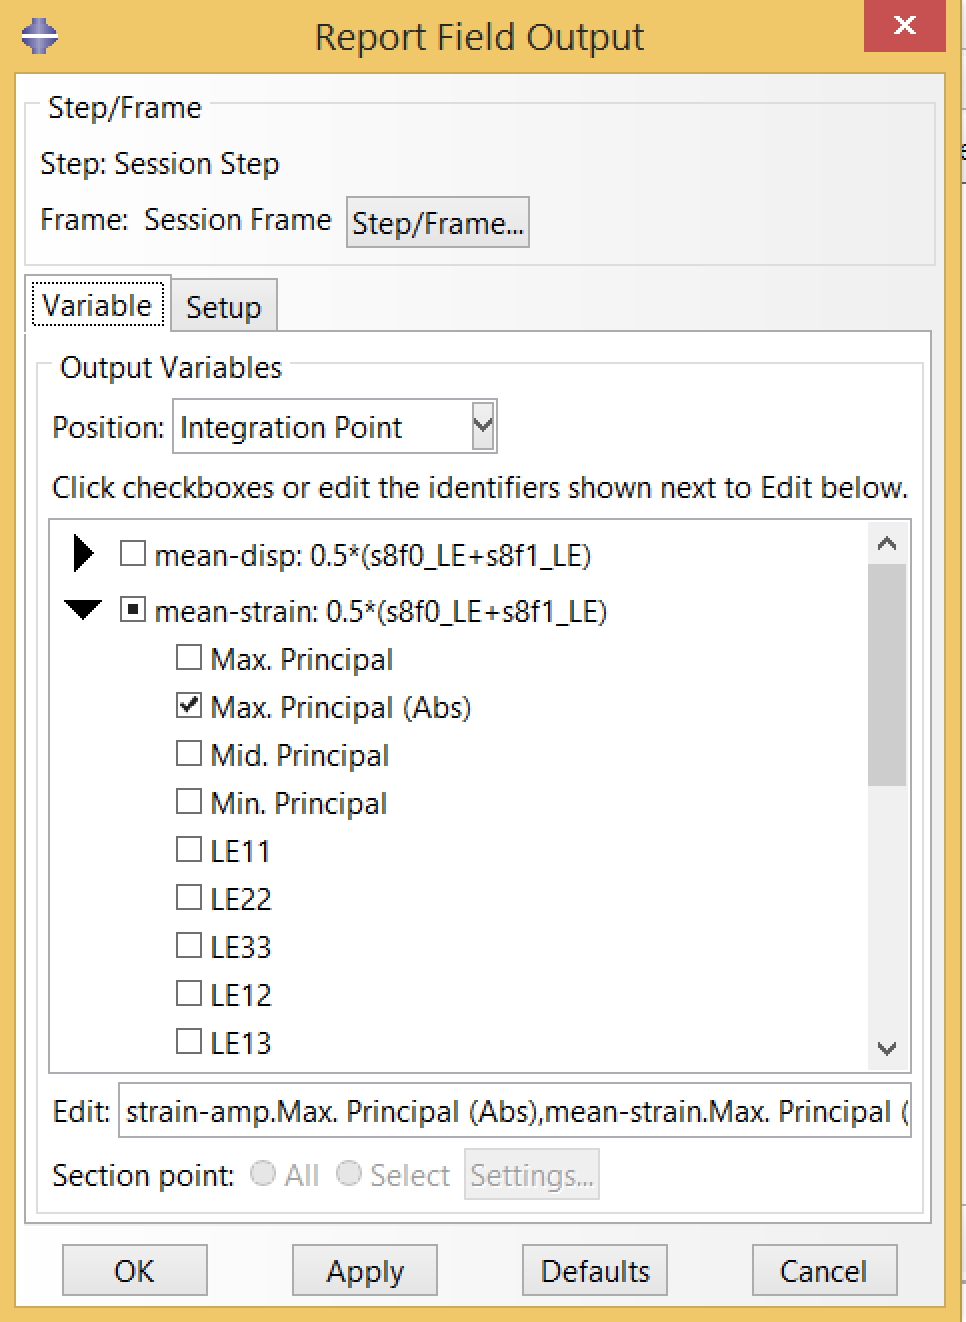 Report Field Output
Step/Frame
Step: Session Step
Frame: Session Frame Step/Frame...
Variable Setup
Output Variables
Position: Integration Point
Click checkboxes or edit the identifiers shown next to Edit below.
mean-disp: 0.5*(s8f0_LE+s8f1_LE)
mean-strain: 0.5*(s8f0_LE+s8f1_LE)
Max. Principal
Max. Principal (Abs)
Mid. Principal
Min. Principal
LE11
LE22
LE33
LE12
LE13
Edit: strain-amp.Max. Principal (Abs),mean-strain.Max. Principal (
Section point: All Select Settings...
OK Apply Defaults Cancel